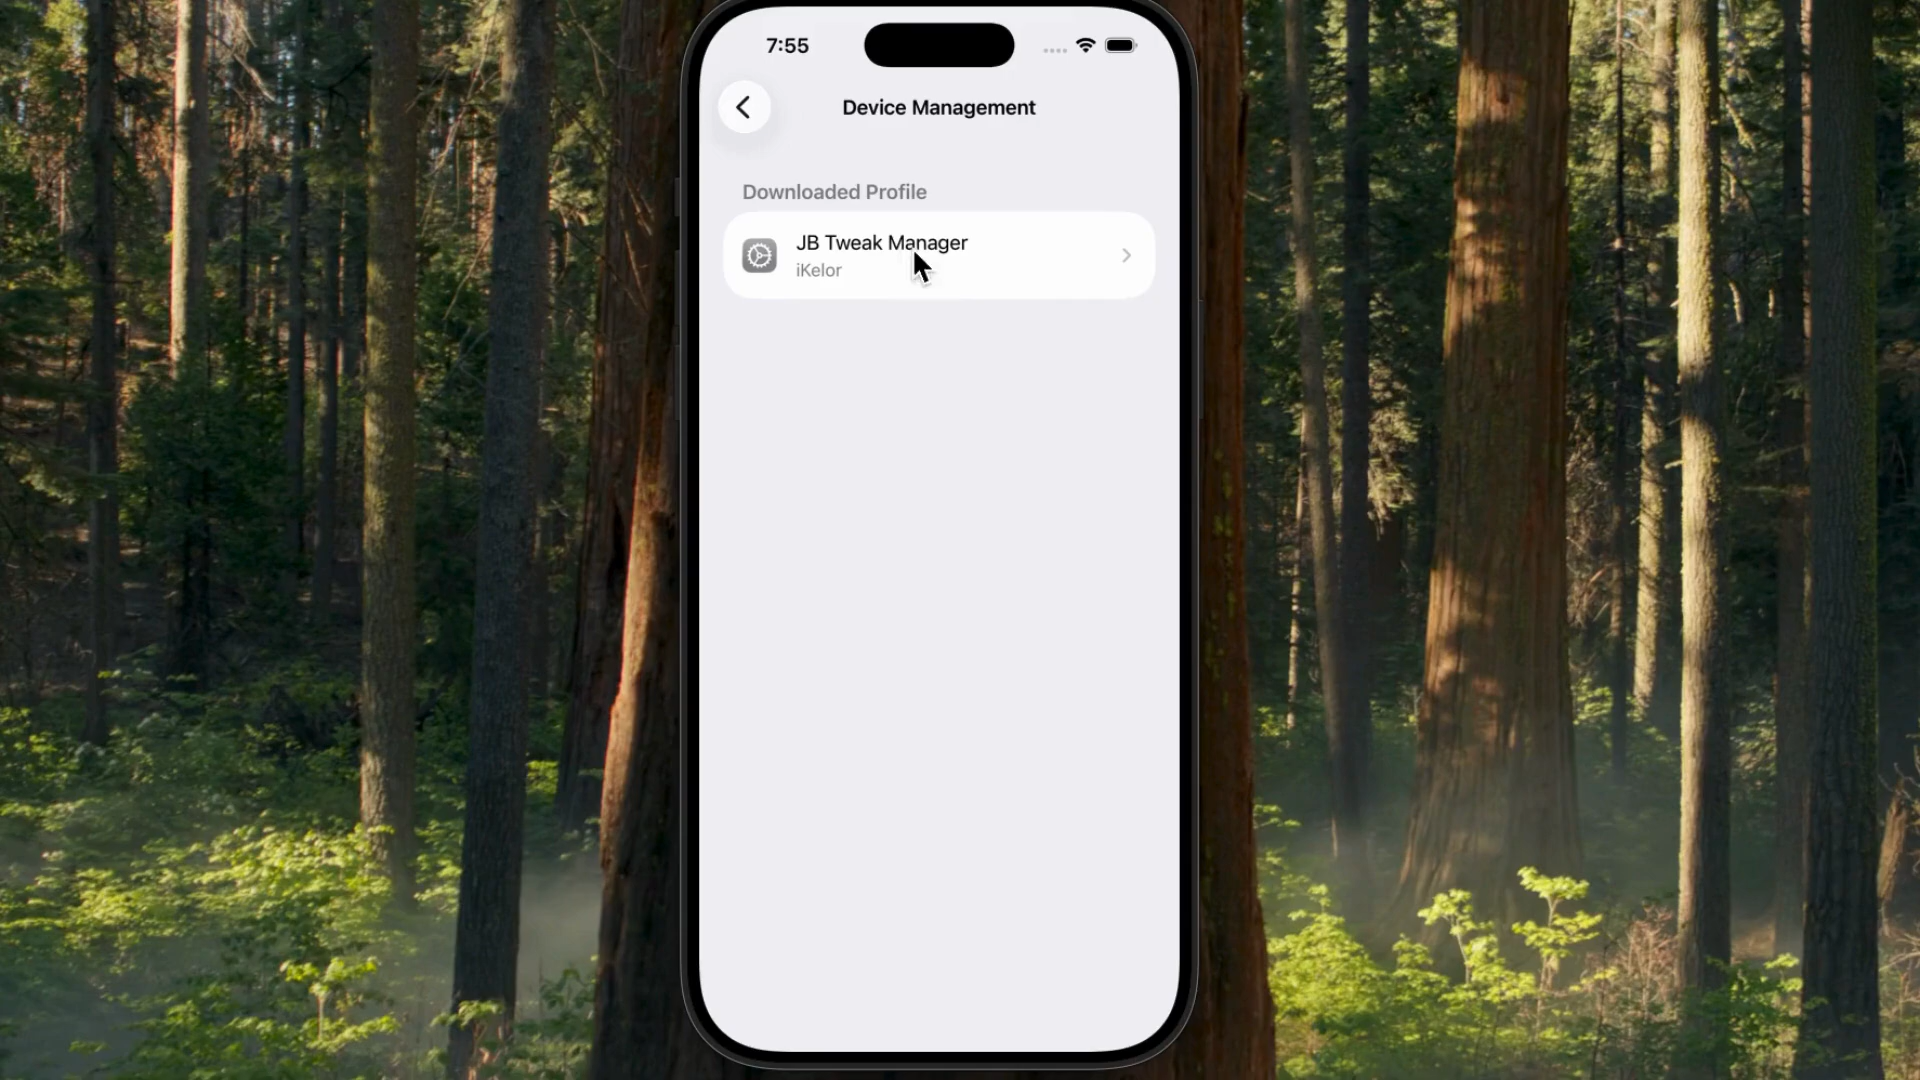 7:55
Device Management
Downloaded Profile
JB Tweak Manager
iKelor